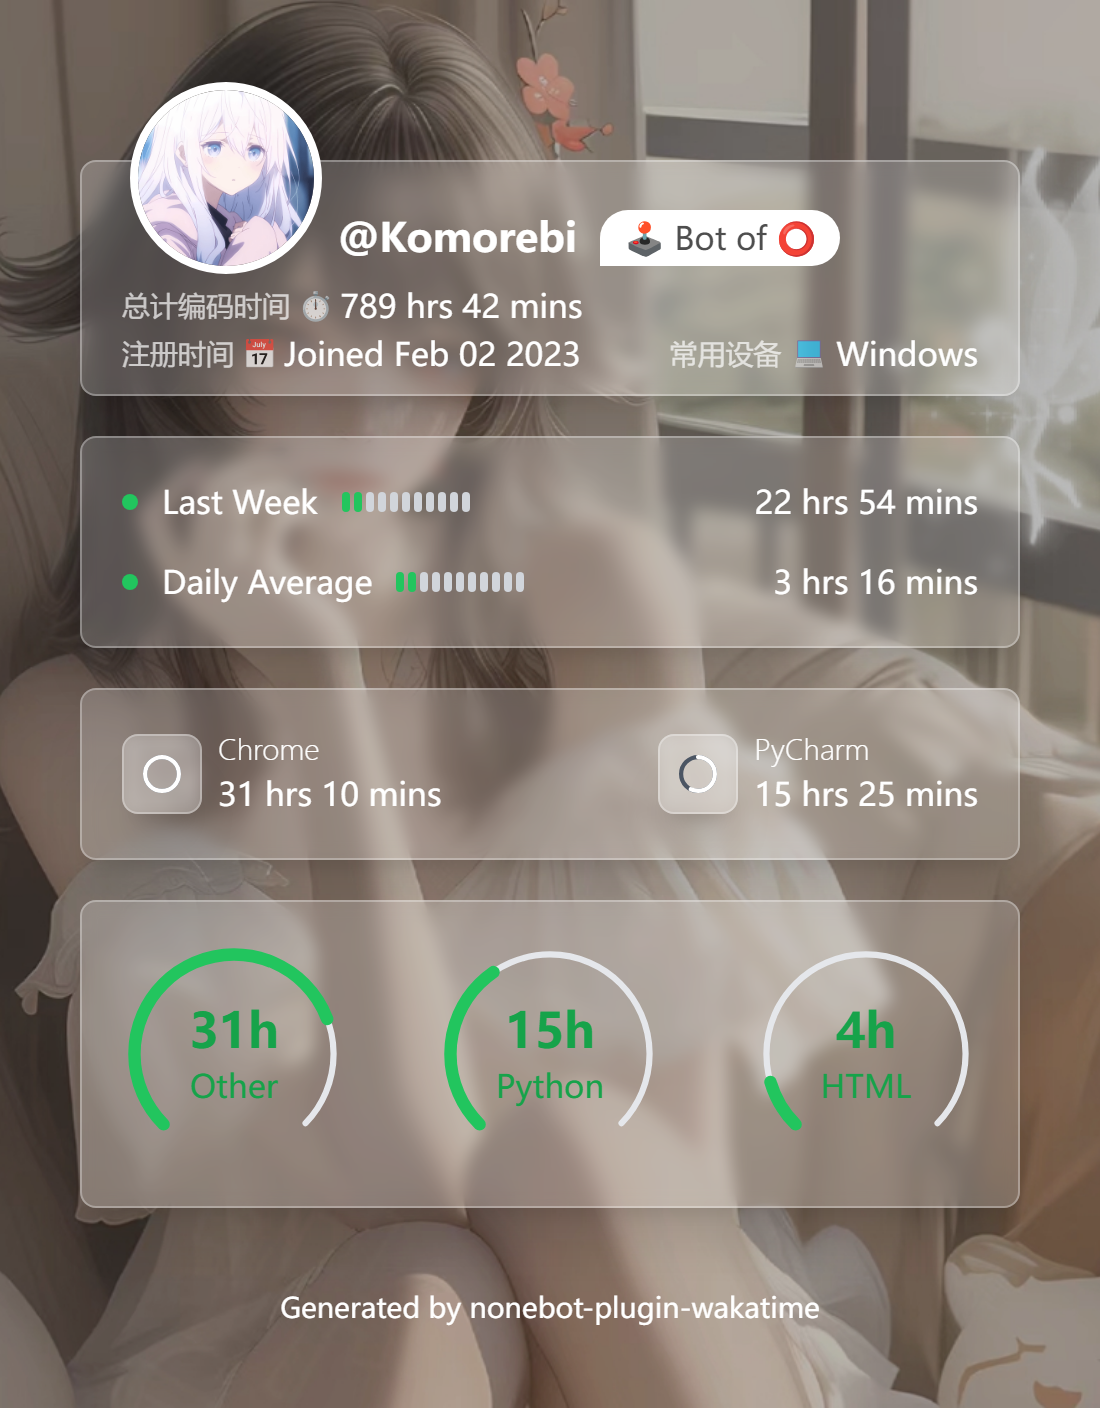 @Komorebi 🕹️ Bot of ⭕
总计编码时间 ⏱️ 789 hrs 42 mins
注册时间 📅 Joined Feb 02 2023 常用设备 💻 Windows
Last Week 22 hrs 54 mins
Daily Average 3 hrs 16 mins
Chrome
31 hrs 10 mins
PyCharm
15 hrs 25 mins
31h
Other
15h
Python
4h
HTML
Generated by nonebot-plugin-wakatime